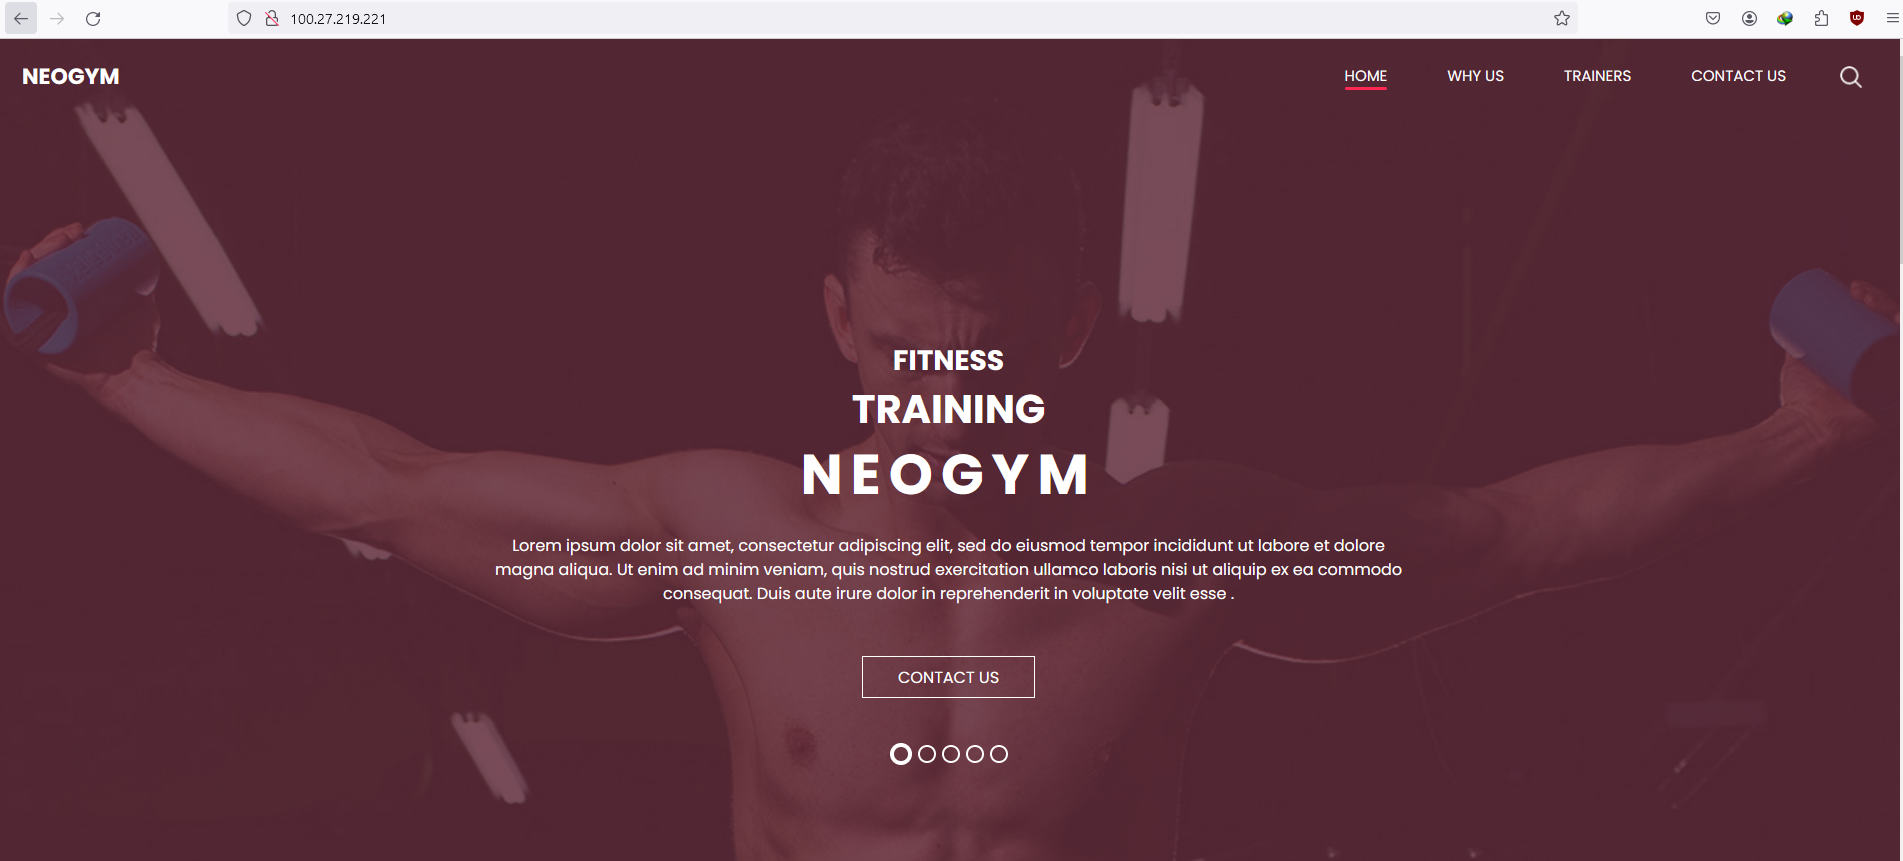 100.27.219.221
NEOGYM
HOME
WHY US
TRAINERS
CONTACT US
FITNESS
TRAINING
NEOGYM
Lorem ipsum dolor sit amet, consectetur adipiscing elit, sed do eiusmod tempor incididunt ut labore et dolore
magna aliqua. Ut enim ad minim veniam, quis nostrud exercitation ullamco laboris nisi ut aliquip ex ea commodo
consequat. Duis aute irure dolor in reprehenderit in voluptate velit esse .
CONTACT US